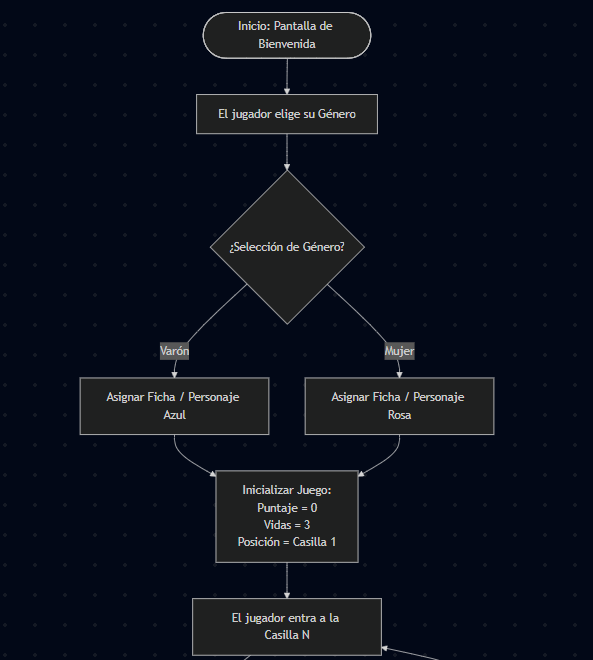 Inicio: Pantalla de
Bienvenida
El jugador elige su Género
¿Selección de Género?
Varón
Mujer
Asignar Ficha / Personaje
Azul
Asignar Ficha / Personaje
Rosa
Inicializar Juego:
Puntaje = 0
Vidas = 3
Posición = Casilla 1
El jugador entra a la
Casilla N